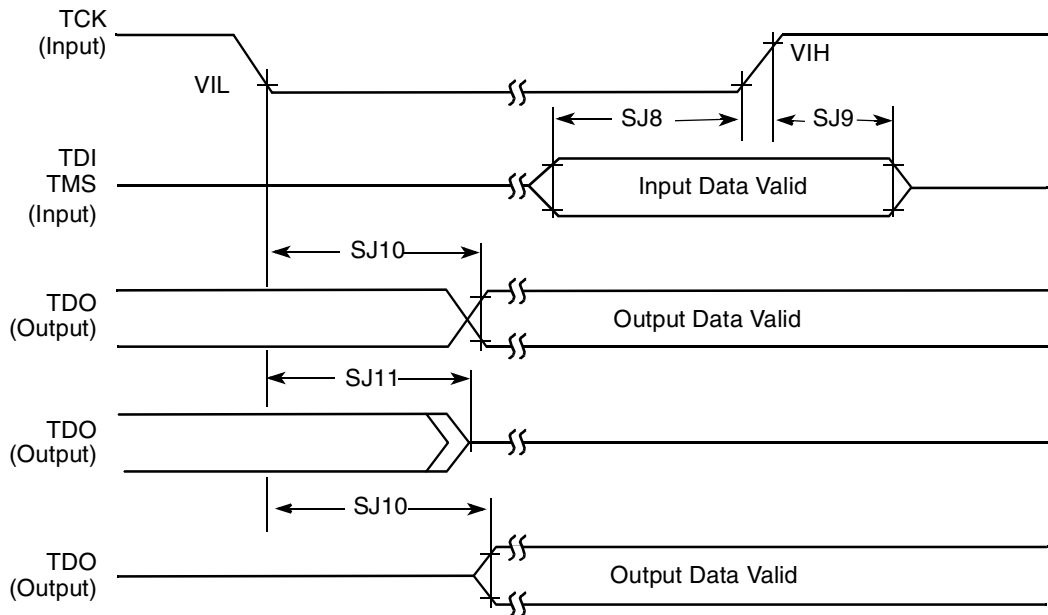 TCK
(Input)
VIL
VIH
SJ8
SJ9
TDI
TMS
(Input)
Input Data Valid
SJ10
TDO
(Output)
Output Data Valid
SJ11
TDO
(Output)
SJ10
TDO
(Output)
Output Data Valid